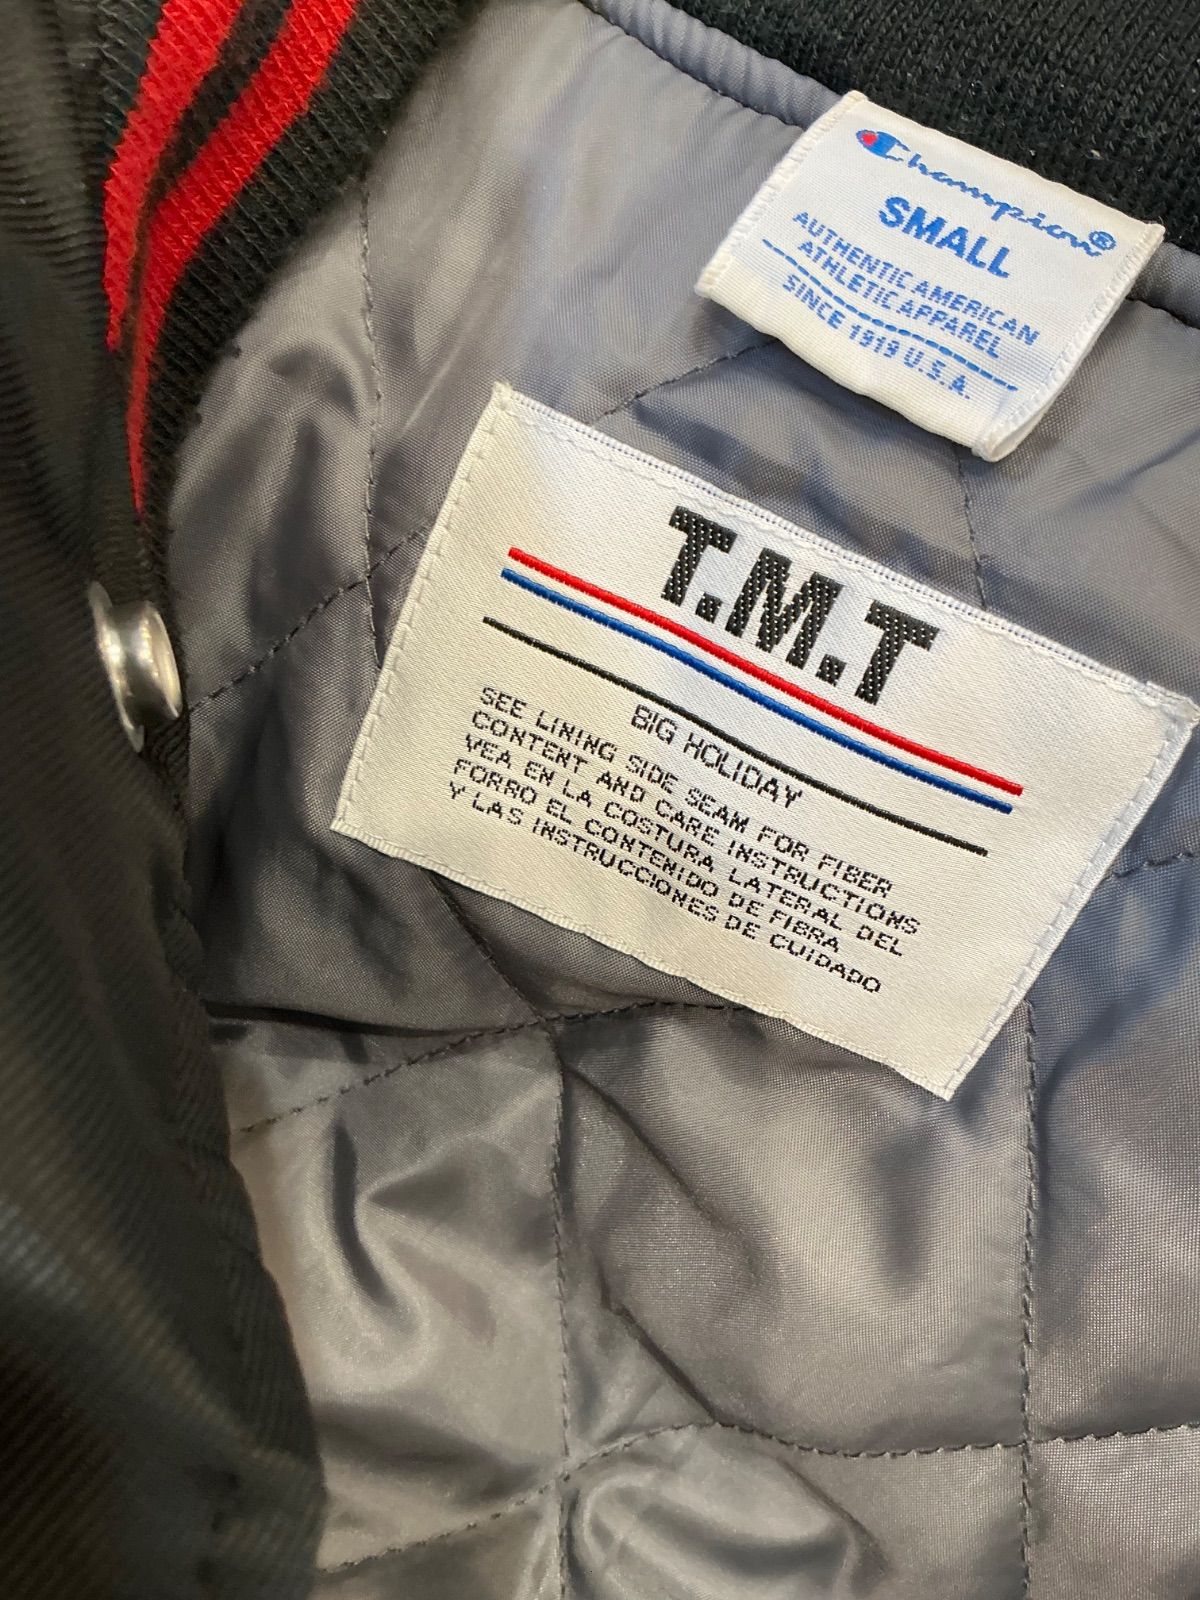 Champion®
SMALL
AUTHENTIC AMERICAN
ATHLETIC APPAREL
SINCE 1919 U.S.A.
T.M.T
BIG HOLIDAY
SEE LINING SIDE SEAM FOR FIBER
CONTENT AND CARE INSTRUCTIONS
VEA EN LA COSTURA LATERAL DEL
FORRO EL CONTENIDO DE FIBRA
Y LAS INSTRUCCIONES DE CUIDADO